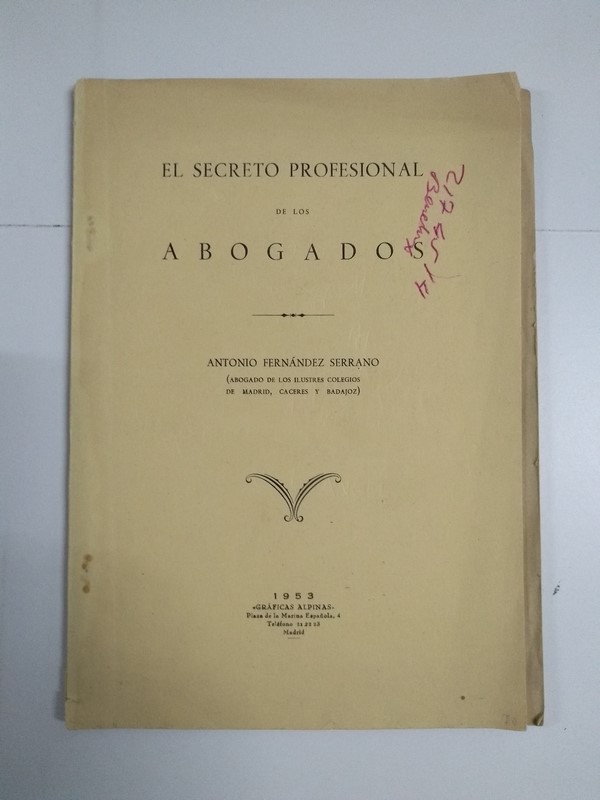 EL SECRETO PROFESIONAL
DE LOS
ABOGADOS
ANTONIO FERNÁNDEZ SERRANO
(ABOGADO DE LOS ILUSTRES COLEGIOS
DE MADRID, CACERES Y BADAJOZ)
1953
«GRÁFICAS ALPINAS»
Plaza de la Marina Española, 4
Teléfono
Madrid